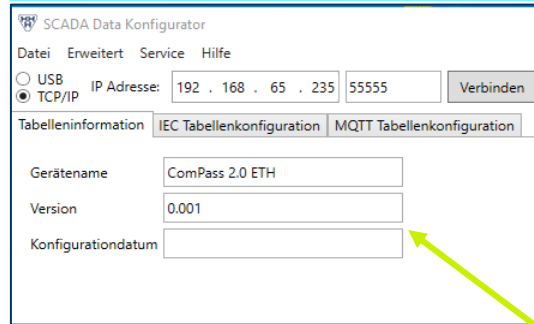 SCADA Data Konfigurator
Datei Erweitert Service Hilfe
USB
TCP/IP IP Adresse: 192 . 168 . 65 . 235 55555 Verbinden
Tabelleninformation IEC Tabellenkonfiguration MQTT Tabellenkonfiguration
Gerätename ComPass 2.0 ETH
Version 0.001
Konfigurationdatum